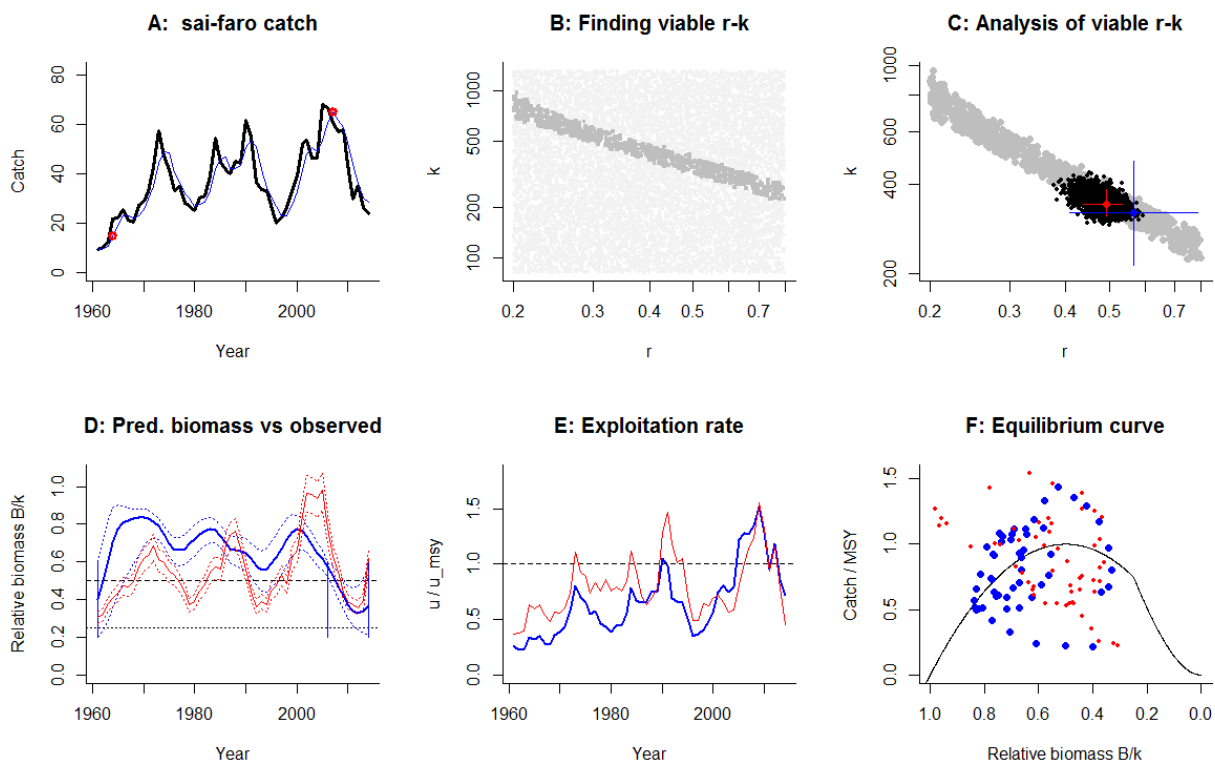 A: sai-faro catch
Catch
80
60
40
20
0
1960
1980
2000
Year
B: Finding viable r-k
k
1000
500
200
100
0.2
0.3
0.4
0.5
0.7
r
C: Analysis of viable r-k
k
1000
600
400
200
0.2
0.3
0.4
0.5
0.7
r
D: Pred. biomass vs observed
Relative biomass B/k
1.0
0.8
0.6
0.4
0.2
0.0
1960
1980
2000
Year
E: Exploitation rate
u / u_msy
1.5
1.0
0.5
0.0
1960
1980
2000
Year
F: Equilibrium curve
Catch / MSY
1.5
1.0
0.5
0.0
1.0
0.8
0.6
0.4
0.2
0.0
Relative biomass B/k